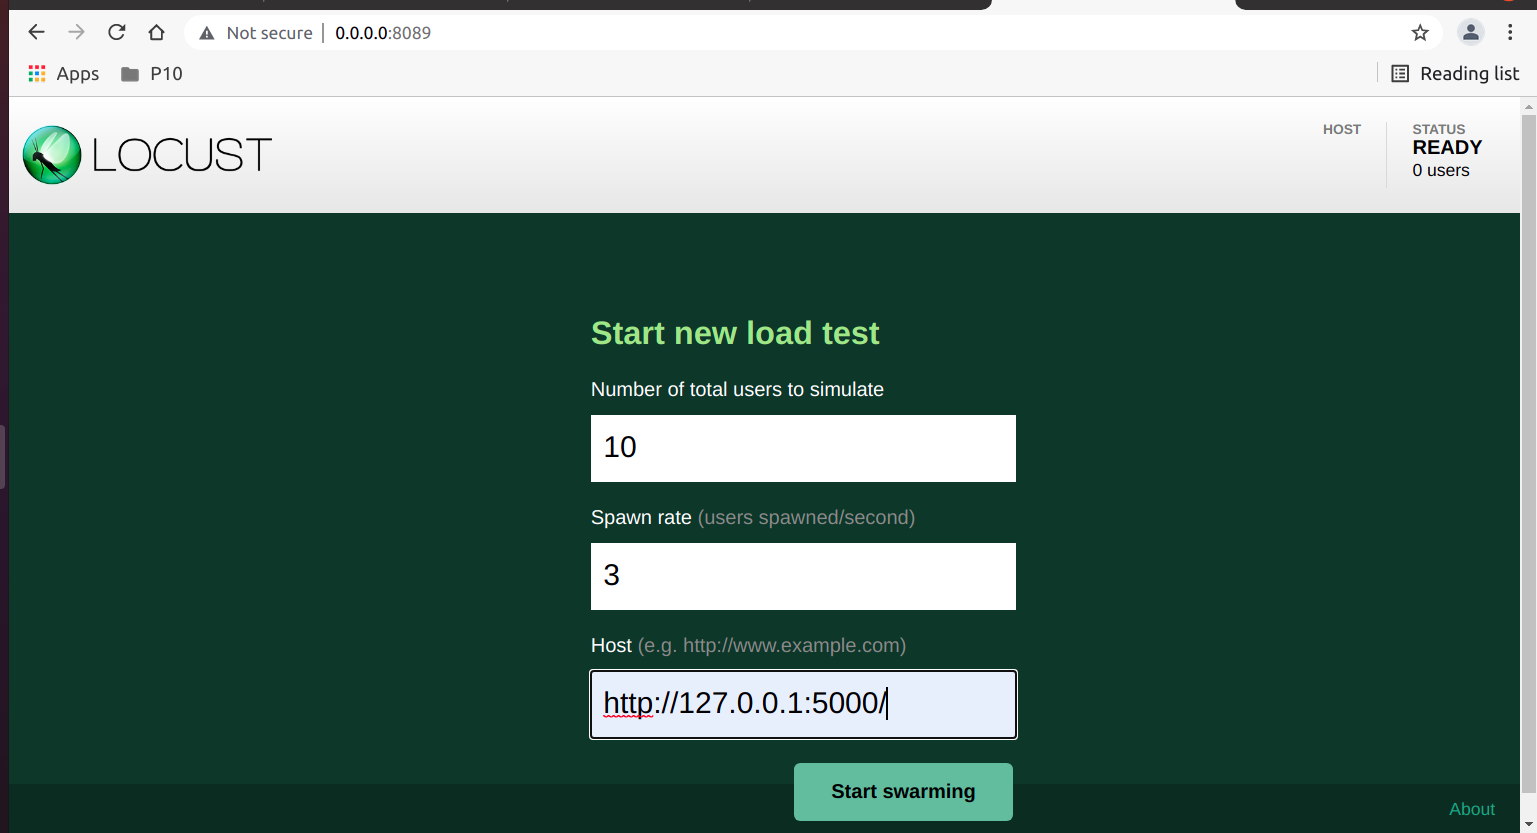 Not secure | 0.0.0.0:8089
Apps P10 Reading list
LOCUST
HOST
STATUS
READY
0 users
Start new load test
Number of total users to simulate
10
Spawn rate (users spawned/second)
3
Host (e.g. http://www.example.com)
http://127.0.0.1:5000/
Start swarming
About